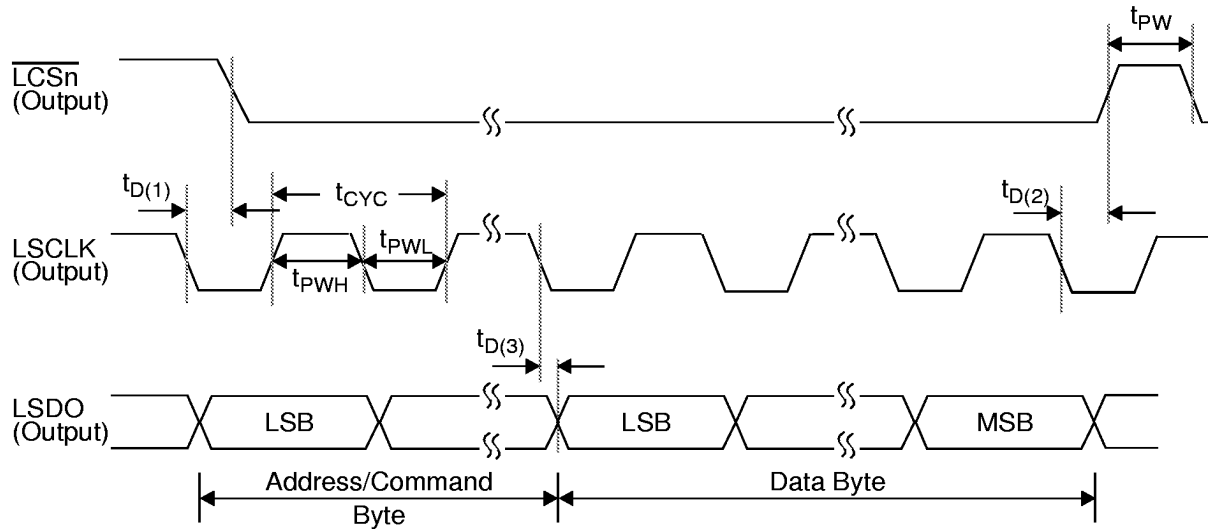 tPW
LCSn
(Output)
tD(1)
tCYC
tD(2)
LSCLK
(Output)
tPWL
tPWH
tD(3)
LSDO
(Output)
LSB
LSB
MSB
Address/Command
Byte
Data Byte